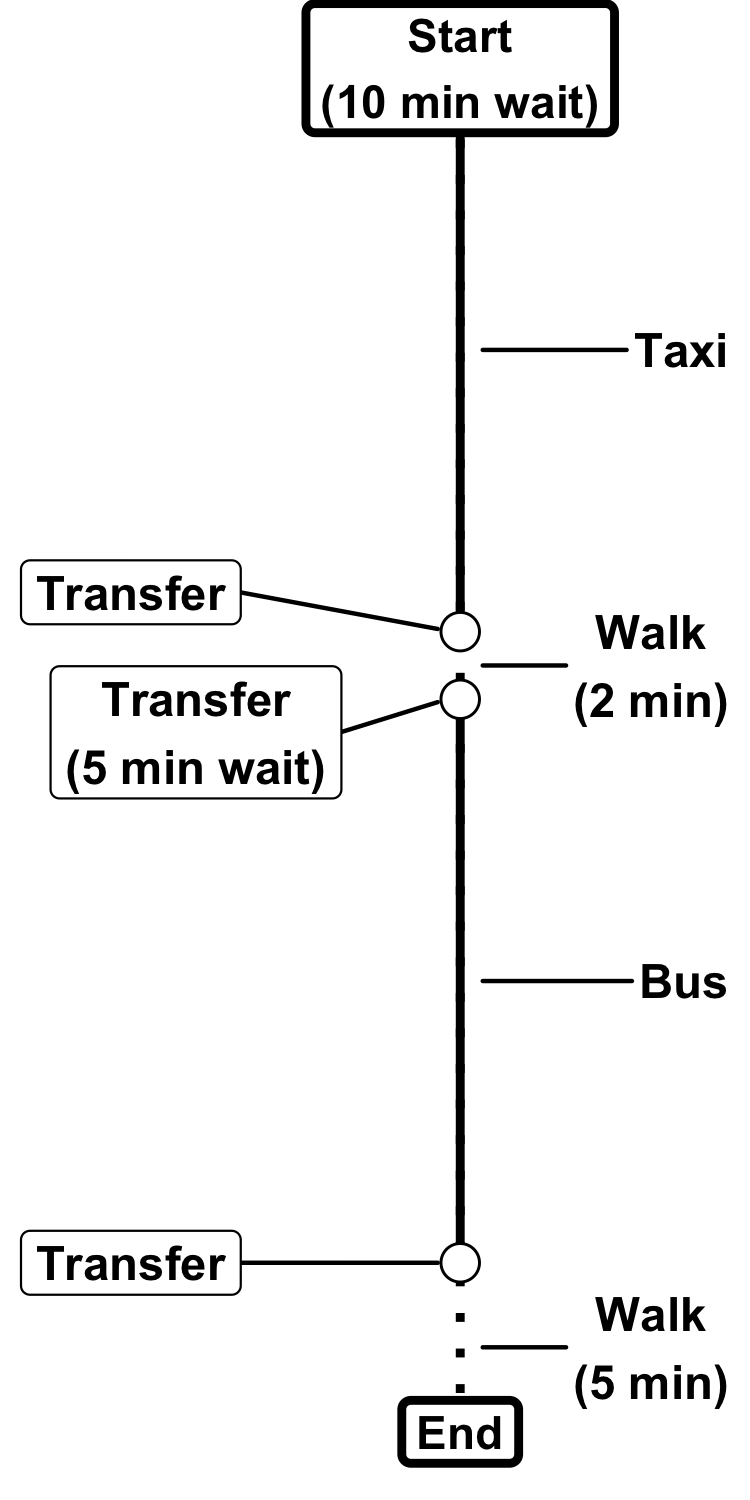 Start
(10 min wait)
Taxi
Transfer
Walk
(2 min)
Transfer
(5 min wait)
Bus
Transfer
Walk
(5 min)
End